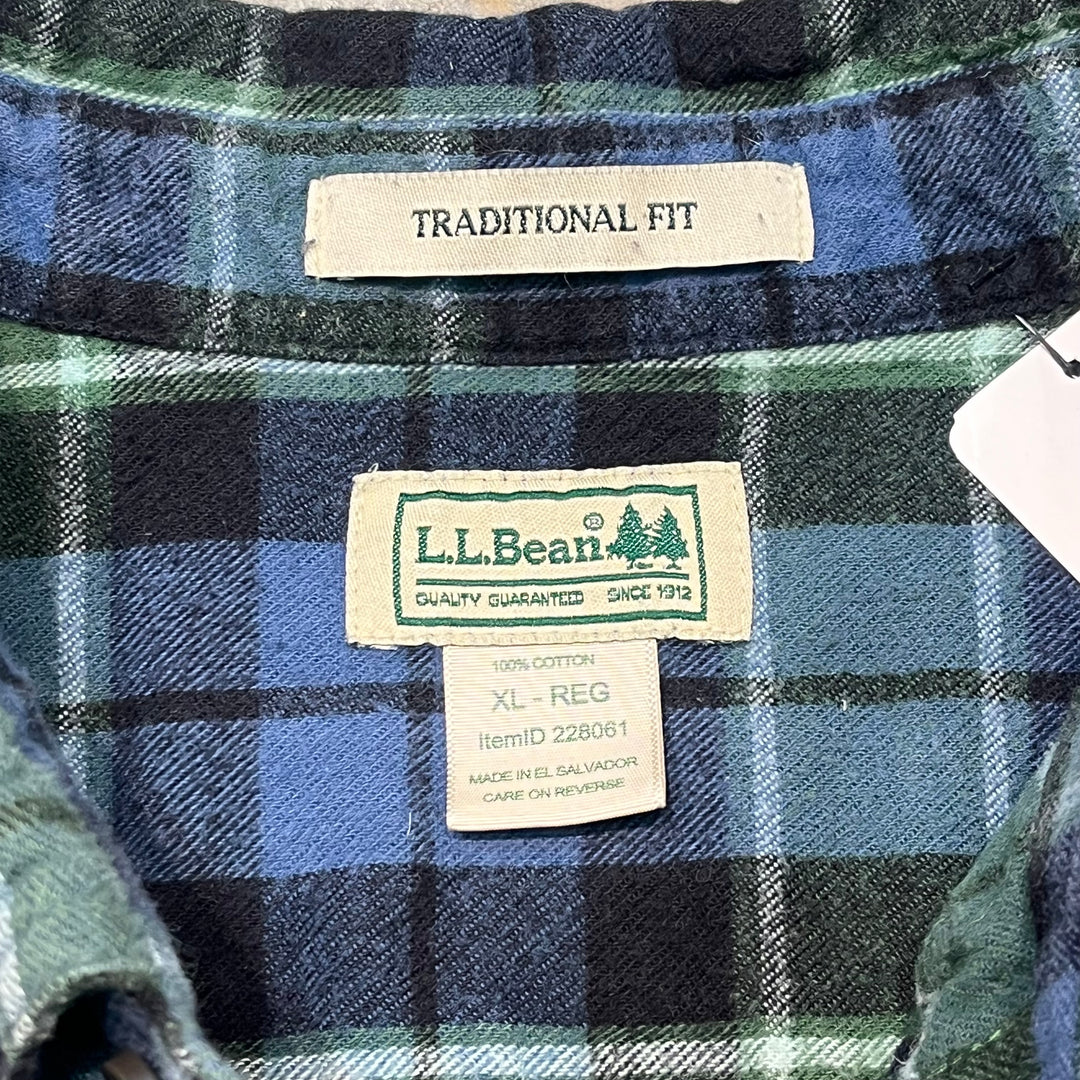 TRADITIONAL FIT
L.L.Bean®
QUALITY GUARANTEED SINCE 1912
100% COTTON
XL - REG
ItemID 228061
MADE IN EL SALVADOR
CARE ON REVERSE